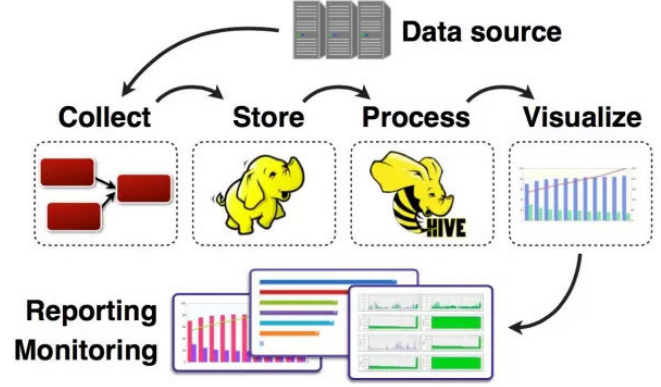 Data source
Collect
Store
Process
Visualize
HIVE
Reporting
Monitoring